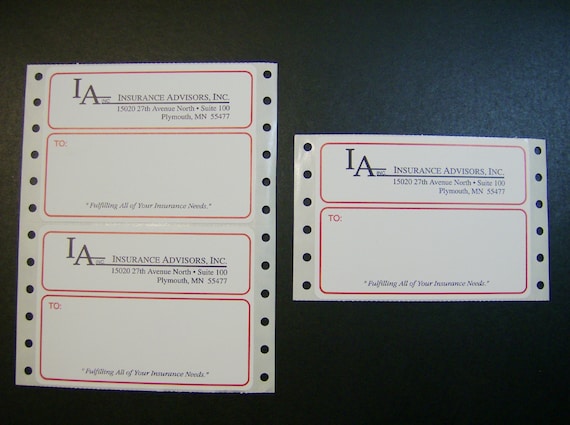 IA INC. INSURANCE ADVISORS, INC.
15020 27th Avenue North • Suite 100
Plymouth, MN 55477
TO:
"Fulfilling All of Your Insurance Needs."
IA INC. INSURANCE ADVISORS, INC.
15020 27th Avenue North • Suite 100
Plymouth, MN 55477
TO:
"Fulfilling All of Your Insurance Needs."
IA INC. INSURANCE ADVISORS, INC.
15020 27th Avenue North • Suite 100
Plymouth, MN 55477
TO:
"Fulfilling All of Your Insurance Needs."